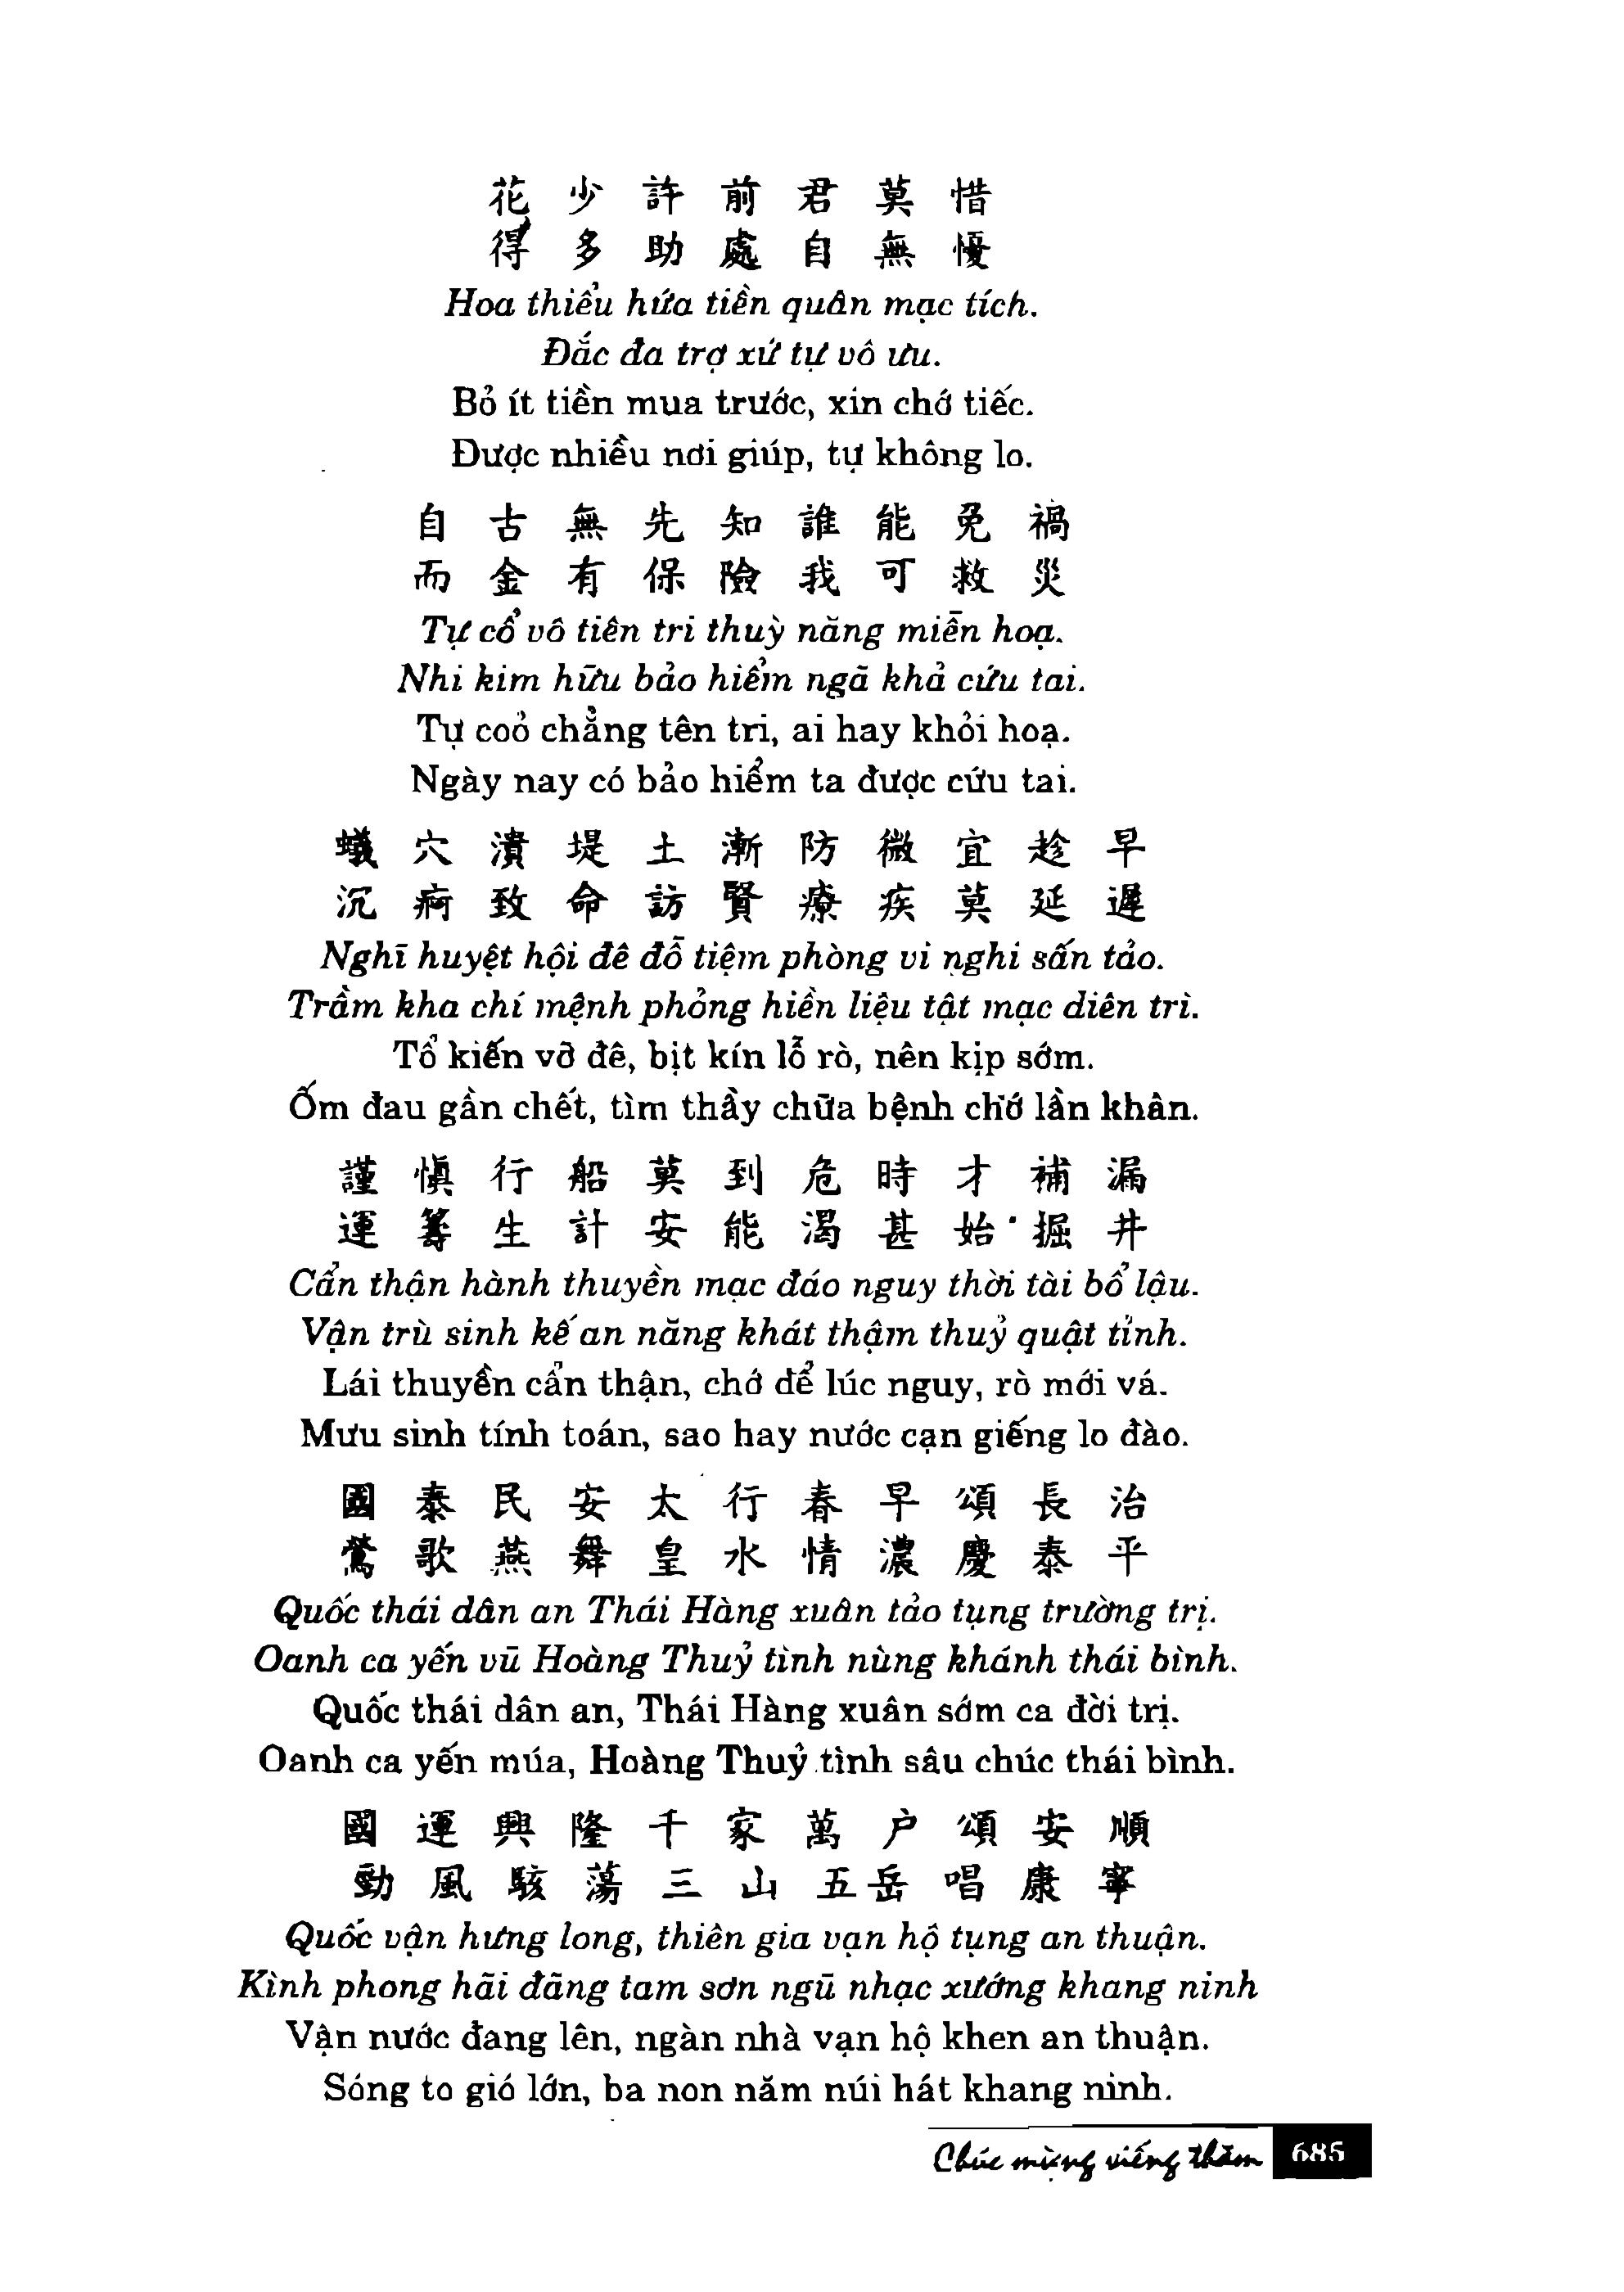 花少許前君莫惜
得多助處自無憂
Hoa thiểu hứa tiền quân mạc tích.
Đắc đa trợ xứ tự vô ưu.
Bỏ ít tiền mua trước, xin chớ tiếc.
Được nhiều nơi giúp, tự không lo.
自古無先知誰能免禍
而金有保險我可救災
Tự cổ vô tiên tri thuỳ năng miễn hoạ.
Nhi kim hữu bảo hiểm ngã khả cứu tai.
Tự coỏ chẳng tên tri, ai hay khỏi hoạ.
Ngày nay có bảo hiểm ta được cứu tai.
蟻穴潰堤土漸防微宜趁早
沉痾致命訪賢療疾莫延遲
Nghĩ huyệt hội đê đỗ tiệm phòng vi nghi sấn tảo.
Trầm kha chí mệnh phỏng hiền liệu tật mạc diên trì.
Tổ kiến vỡ đê, bịt kín lỗ rò, nên kịp sớm.
Ốm đau gần chết, tìm thầy chữa bệnh chớ lần khân.
謹慎行船莫到危時才補漏
運籌生計安能渴甚始掘井
Cẩn thận hành thuyền mạc đáo nguy thời tài bổ lậu.
Vận trù sinh kế an năng khát thậm thuỷ quật tỉnh.
Lái thuyền cẩn thận, chớ để lúc nguy, rò mới vá.
Mưu sinh tính toán, sao hay nước cạn giếng lo đào.
國泰民安太行春早頌長治
鶯歌燕舞皇水情濃慶泰平
Quốc thái dân an Thái Hàng xuân tảo tụng trường trị.
Oanh ca yến vũ Hoàng Thuỷ tình nùng khánh thái bình.
Quốc thái dân an, Thái Hàng xuân sớm ca đời trị.
Oanh ca yến múa, Hoàng Thuỷ tình sâu chúc thái bình.
國運興隆千家萬户頌安順
勁風駭蕩三山五岳唱康寧
Quốc vận hưng long, thiên gia vạn hộ tụng an thuận.
Kình phong hãi đãng tam sơn ngũ nhạc xướng khang ninh
Vận nước đang lên, ngàn nhà vạn hộ khen an thuận.
Sóng to gió lớn, ba non năm núi hát khang ninh.
Chúc mừng viếng thăm 685